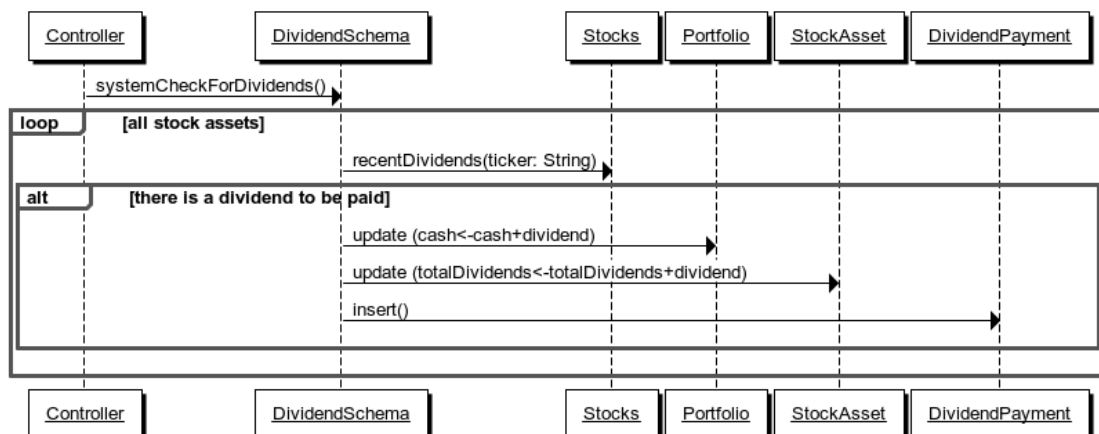 Controller DividendSchema Stocks Portfolio StockAsset DividendPayment
systemCheckForDividends()
loop [all stock assets]
recentDividends(ticker: String)
alt [there is a dividend to be paid]
update (cash<-cash+dividend)
update (totalDividends<-totalDividends+dividend)
insert()
Controller DividendSchema Stocks Portfolio StockAsset DividendPayment